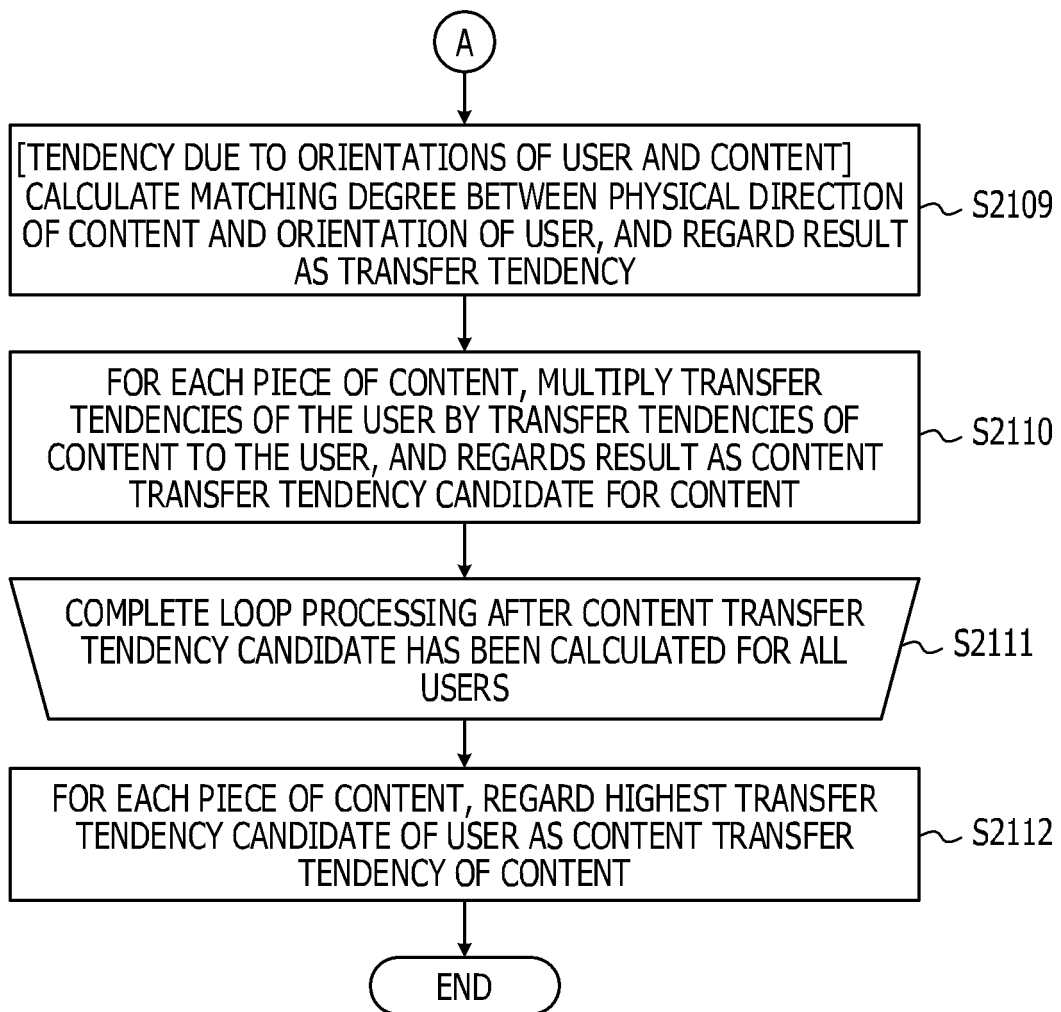 A
[TENDENCY DUE TO ORIENTATIONS OF USER AND CONTENT]
CALCULATE MATCHING DEGREE BETWEEN PHYSICAL DIRECTION
OF CONTENT AND ORIENTATION OF USER, AND REGARD RESULT
AS TRANSFER TENDENCY
S2109
FOR EACH PIECE OF CONTENT, MULTIPLY TRANSFER
TENDENCIES OF THE USER BY TRANSFER TENDENCIES OF
CONTENT TO THE USER, AND REGARDS RESULT AS CONTENT
TRANSFER TENDENCY CANDIDATE FOR CONTENT
S2110
COMPLETE LOOP PROCESSING AFTER CONTENT TRANSFER
TENDENCY CANDIDATE HAS BEEN CALCULATED FOR ALL
USERS
S2111
FOR EACH PIECE OF CONTENT, REGARD HIGHEST TRANSFER
TENDENCY CANDIDATE OF USER AS CONTENT TRANSFER
TENDENCY OF CONTENT
S2112
END